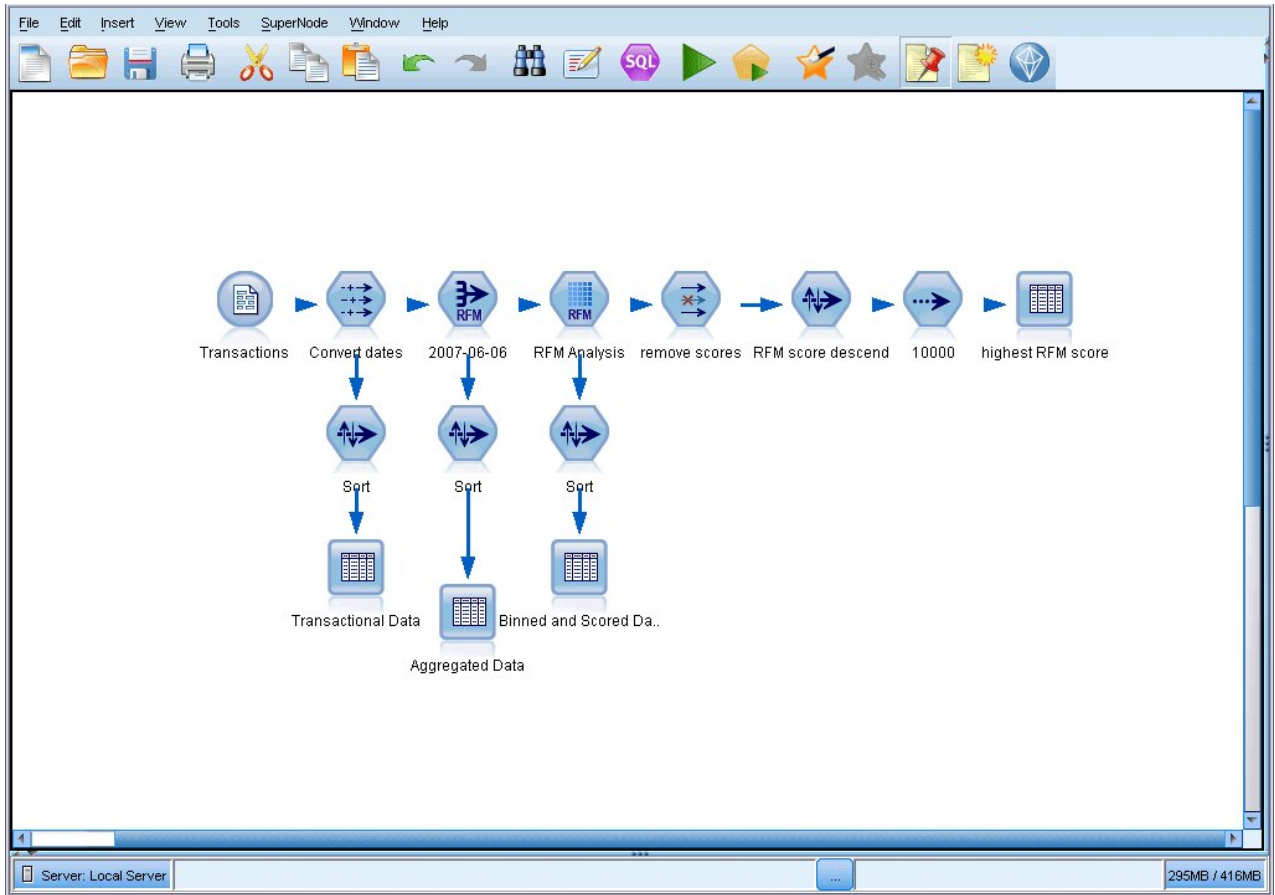 File Edit Insert View Tools SuperNode Window Help
SQL
RFM RFM
Transactions Convert dates 2007-06-06 RFM Analysis remove scores RFM score descend 10000 highest RFM score
Sort Sort Sort
Transactional Data Binned and Scored Da..
Aggregated Data
Server: Local Server ... 295MB / 416MB